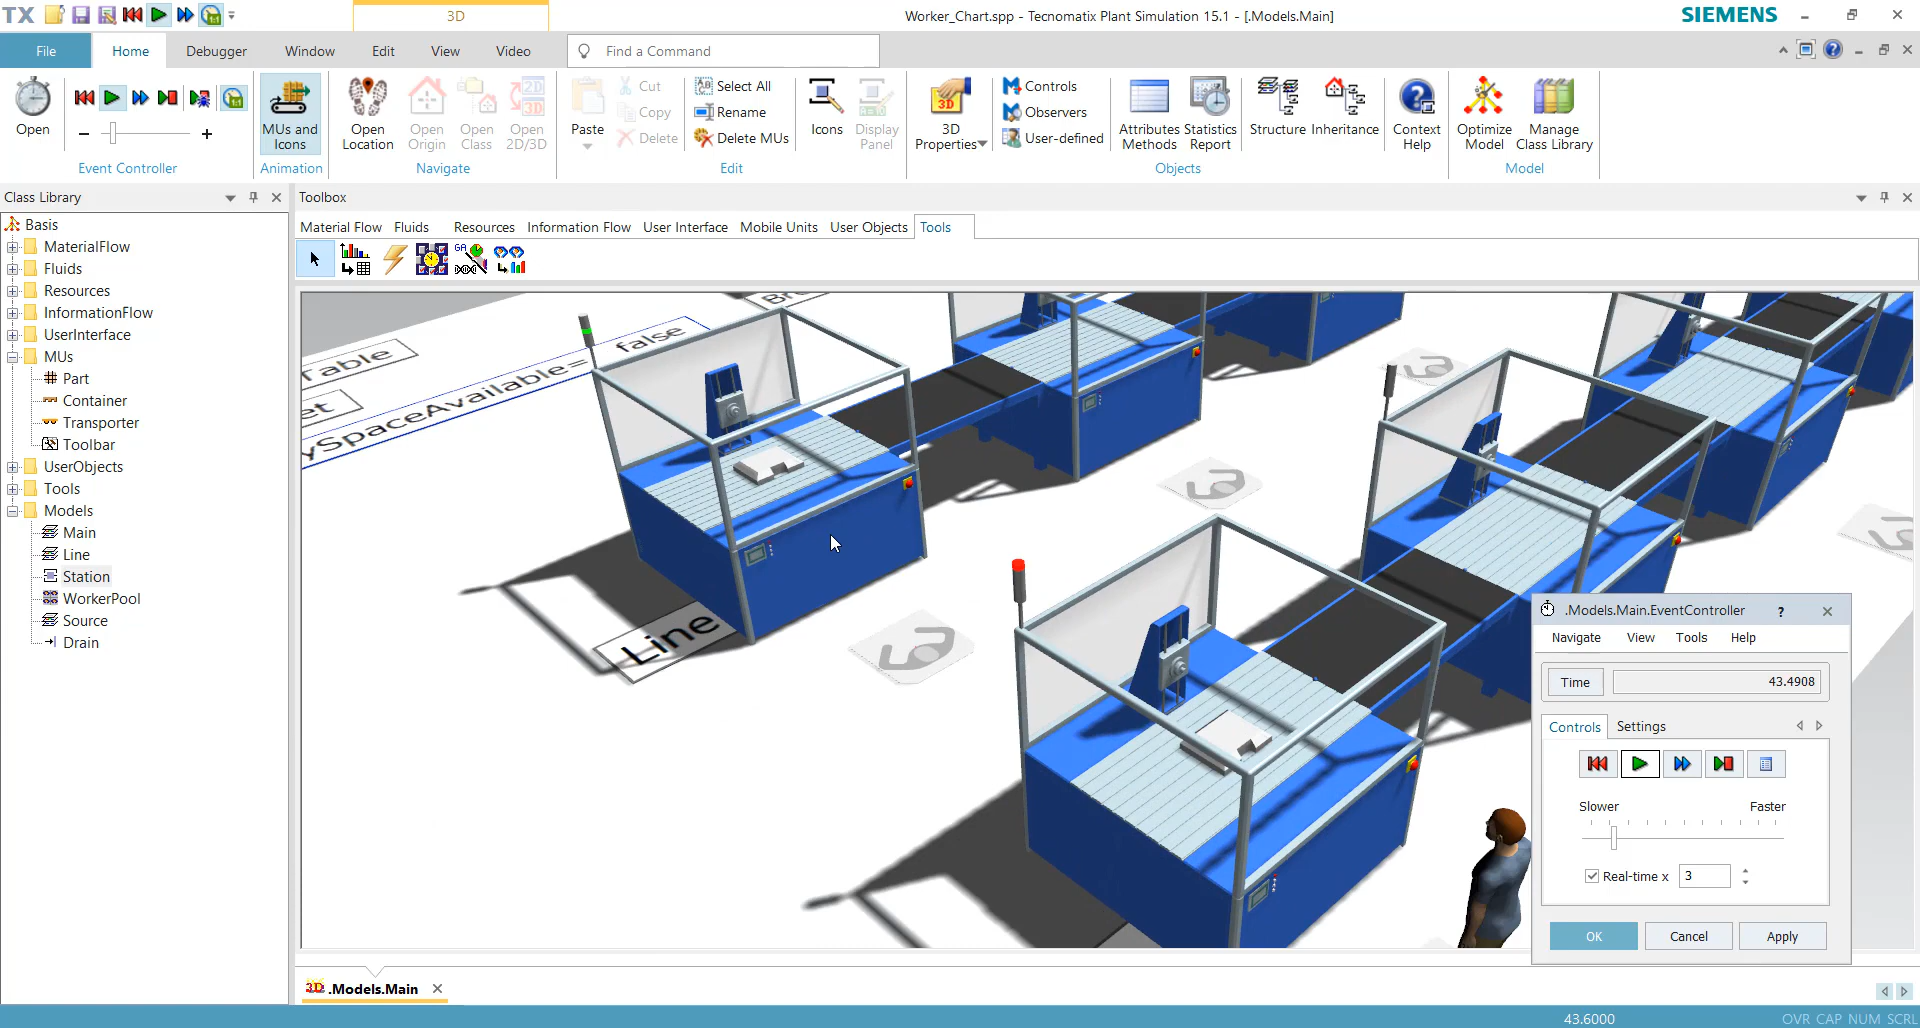 TX
3D
Worker_Chart.spp - Tecnomatix Plant Simulation 15.1 - [.Models.Main]
SIEMENS
File
Home
Debugger
Window
Edit
View
Video
Find a Command
Open
Event Controller
MUs and
Icons
Animation
Open
Location
Open
Origin
Open
Class
Open
2D/3D
Navigate
Paste
Cut
Copy
Delete
Select All
Rename
Delete MUs
Edit
Icons
Display
Panel
3D
Properties
Controls
Observers
User-defined
Attributes
Methods
Statistics
Report
Structure
Inheritance
Objects
Context
Help
Optimize
Model
Manage
Class Library
Model
Class Library
Basis
MaterialFlow
Fluids
Resources
InformationFlow
UserInterface
MUs
Part
Container
Transporter
Toolbar
UserObjects
Tools
Models
Main
Line
Station
WorkerPool
Source
Drain
Toolbox
Material Flow
Fluids
Resources
Information Flow
User Interface
Mobile Units
User Objects
Tools
GA
Table
et
ySpaceAvailable=
false
Line
.Models.Main.EventController
?
Navigate
View
Tools
Help
Time
43.4908
Controls
Settings
Slower
Faster
Real-time x
3
OK
Cancel
Apply
3D .Models.Main
43.6000
OVR CAP NUM SCRL